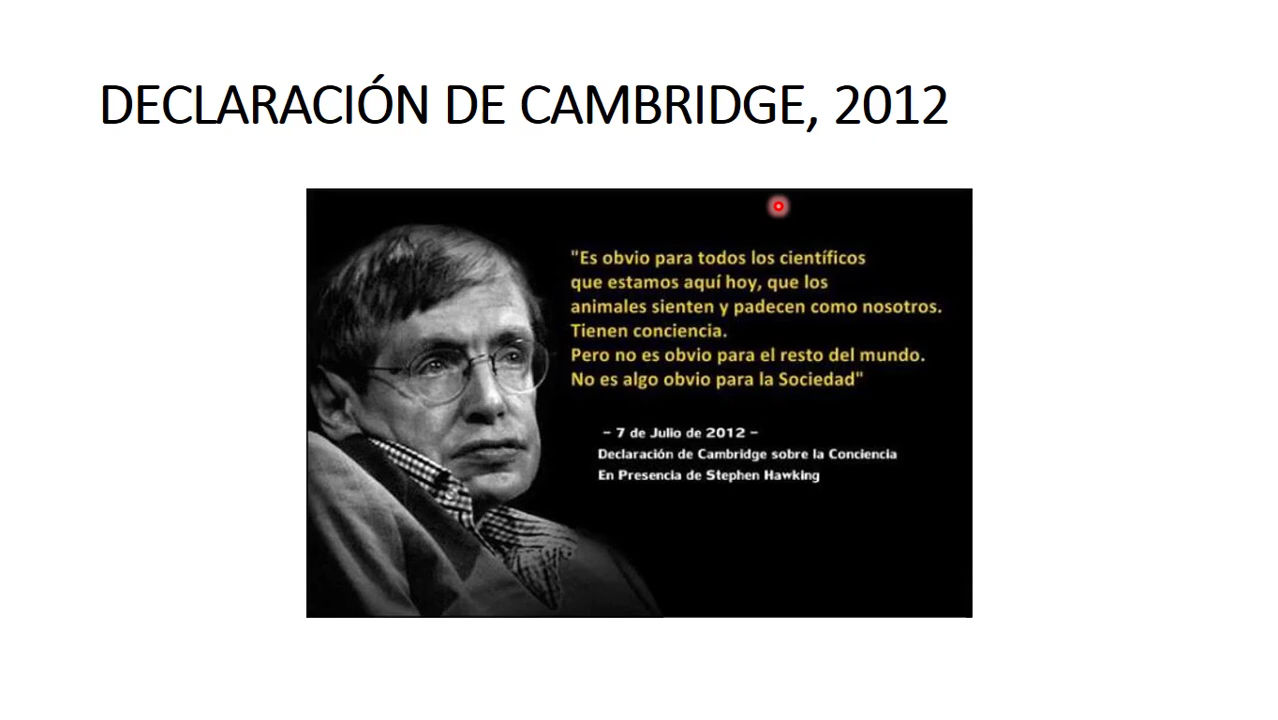 DECLARACIÓN DE CAMBRIDGE, 2012
"Es obvio para todos los científicos
que estamos aquí hoy, que los
animales sienten y padecen como nosotros.
Tienen conciencia.
Pero no es obvio para el resto del mundo.
No es algo obvio para la Sociedad"
– 7 de Julio de 2012 –
Declaración de Cambridge sobre la Conciencia
En Presencia de Stephen Hawking